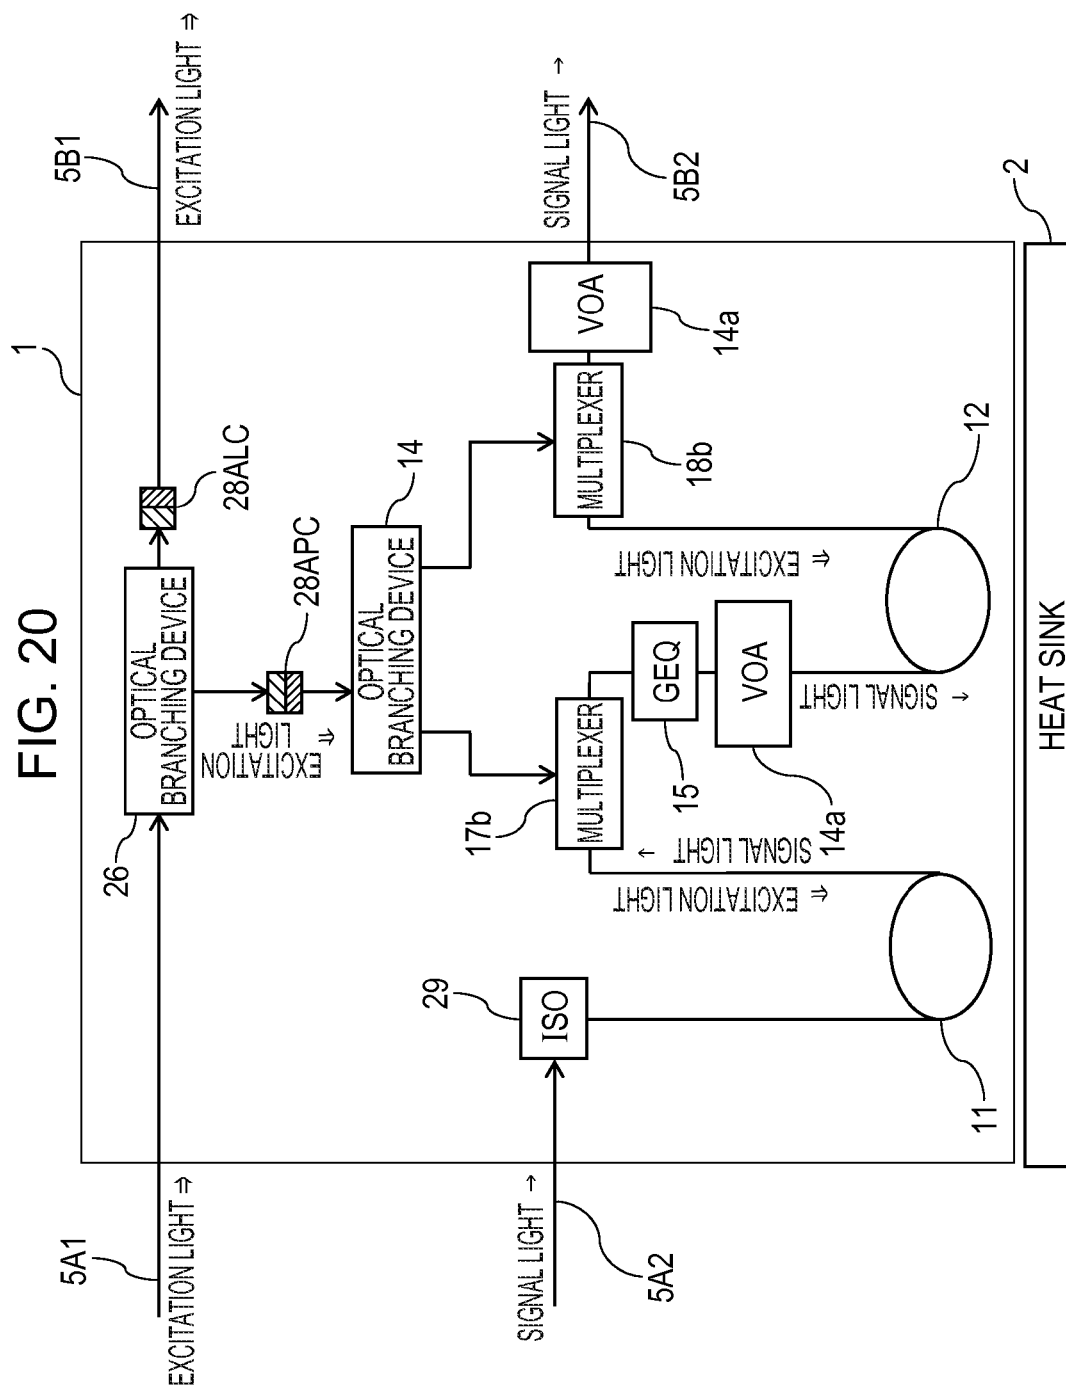 FIG. 20
1
5A1
EXCITATION LIGHT ⇒
26
OPTICAL
BRANCHING DEVICE
28ALC
5B1
EXCITATION LIGHT ⇒
EXCITATION
LIGHT
⇒
28APC
OPTICAL
BRANCHING DEVICE
14
SIGNAL LIGHT →
5A2
29
ISO
17b
MULTIPLEXER
GEQ
15
VOA
14a
MULTIPLEXER
18b
VOA
14a
SIGNAL LIGHT →
5B2
SIGNAL LIGHT →
EXCITATION
LIGHT
⇒
SIGNAL LIGHT
→
EXCITATION
LIGHT
⇒
11
12
2
HEAT SINK